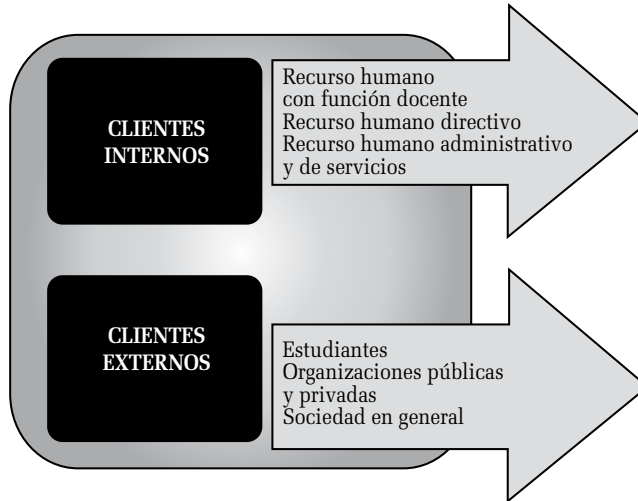 CLIENTES
INTERNOS
Recurso humano
con función docente
Recurso humano directivo
Recurso humano administrativo
y de servicios
CLIENTES
EXTERNOS
Estudiantes
Organizaciones públicas
y privadas
Sociedad en general